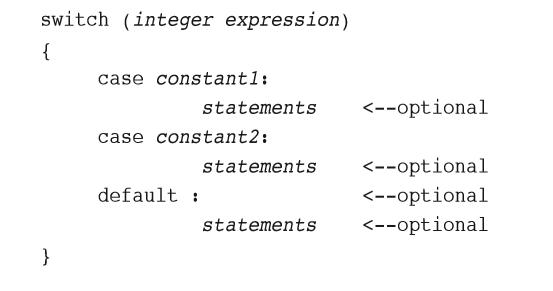 switch (integer expression)
{
case constant1:
statements <--optional
case constant2:
statements <--optional
default : <--optional
statements <--optional
}